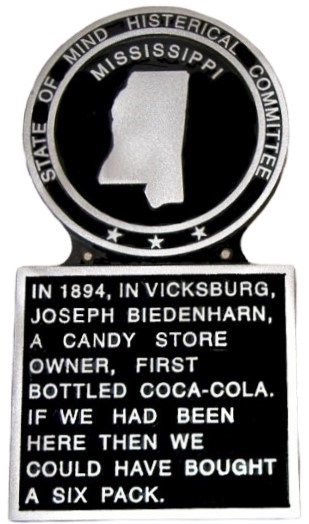 STATE OF MIND HISTERICAL COMMITTEE
MISSISSIPPI
IN 1894, IN VICKSBURG,
JOSEPH BIEDENHARN,
A CANDY STORE
OWNER, FIRST
BOTTLED COCA-COLA.
IF WE HAD BEEN
HERE THEN WE
COULD HAVE BOUGHT
A SIX PACK.